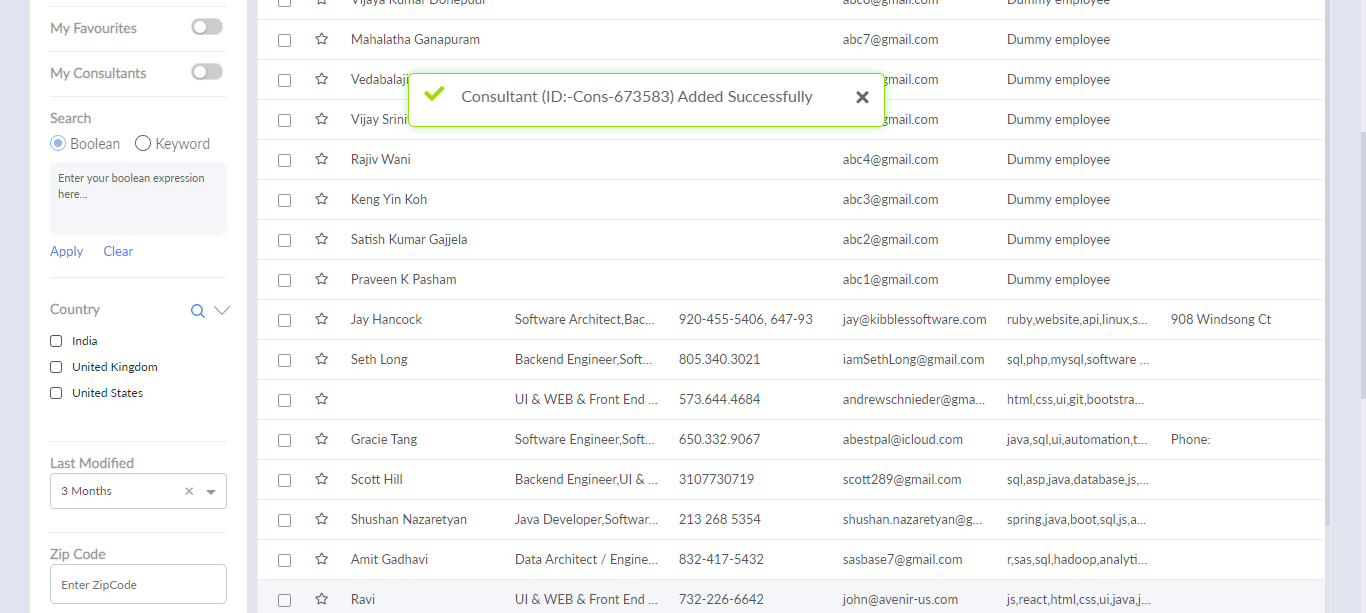 My Favourites
My Consultants
Search
Boolean Keyword
Enter your boolean expression
here...
Apply Clear
Country
India
United Kingdom
United States
Last Modified
3 Months
Zip Code
Enter ZipCode
Vijaya Kumar Donepudi abc8@gmail.com Dummy employee
Mahalatha Ganapuram abc7@gmail.com Dummy employee
Consultant (ID:-Cons-673583) Added Successfully
Vedabalaji gmail.com Dummy employee
Vijay Srini gmail.com Dummy employee
Rajiv Wani abc4@gmail.com Dummy employee
Keng Yin Koh abc3@gmail.com Dummy employee
Satish Kumar Gajjela abc2@gmail.com Dummy employee
Praveen K Pasham abc1@gmail.com Dummy employee
Jay Hancock Software Architect,Bac... 920-455-5406, 647-93 jay@kibblessoftware.com ruby,website,api,linux,s... 908 Windsong Ct
Seth Long Backend Engineer,Soft... 805.340.3021 iamSethLong@gmail.com sql,php,mysql,software ...
UI & WEB & Front End ... 573.644.4684 andrewschnieder@gma... html,css,ui,git,bootstra...
Gracie Tang Software Engineer,Soft... 650.332.9067 abestpal@icloud.com java,sql,ui,automation,t... Phone:
Scott Hill Backend Engineer,UI & ... 3107730719 scott289@gmail.com sql,asp,java,database,js,...
Shushan Nazaretyan Java Developer,Softwar... 213 268 5354 shushan.nazaretyan@g... spring,java,boot,sql,js,a...
Amit Gadhavi Data Architect / Engine... 832-417-5432 sasbase7@gmail.com r,sas,sql,hadoop,analyti...
Ravi UI & WEB & Front End ... 732-226-6642 john@avenir-us.com js,react,html,css,ui,java,j...